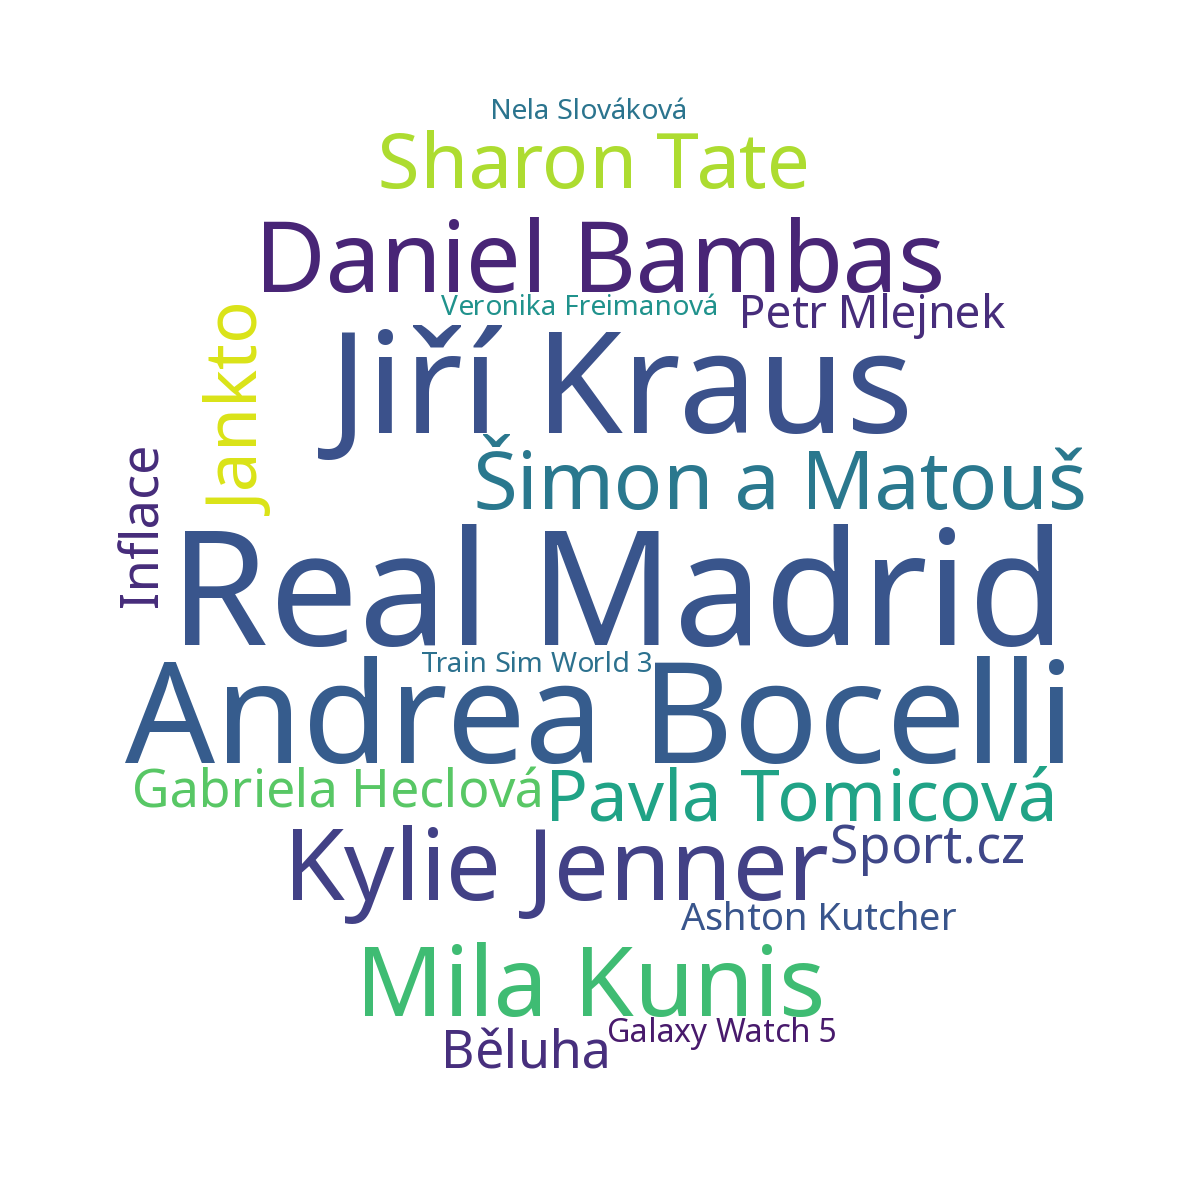 Nela Slováková
Sharon Tate
Daniel Bambas
Veronika Freimanová
Petr Mlejnek
Jankto
Jiří Kraus
Inflace
Šimon a Matouš
Real Madrid
Train Sim World 3
Andrea Bocelli
Gabriela Heclová
Pavla Tomicová
Kylie Jenner
Sport.cz
Ashton Kutcher
Mila Kunis
Galaxy Watch 5
Běluha